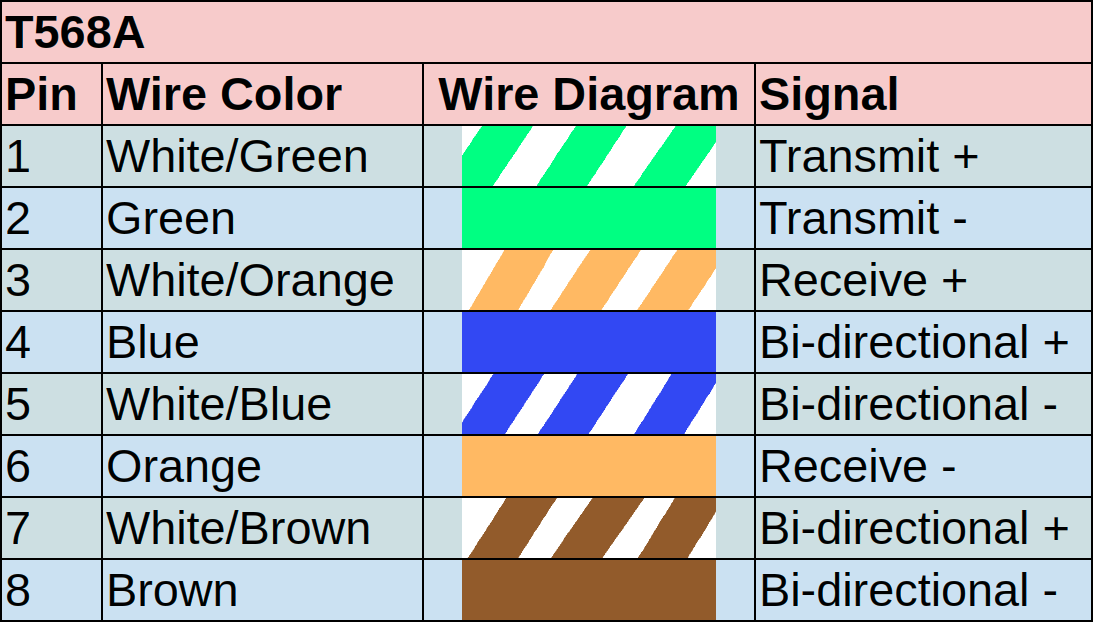 T568A
Pin Wire Color Wire Diagram Signal
1 White/Green Transmit +
2 Green Transmit -
3 White/Orange Receive +
4 Blue Bi-directional +
5 White/Blue Bi-directional -
6 Orange Receive -
7 White/Brown Bi-directional +
8 Brown Bi-directional -